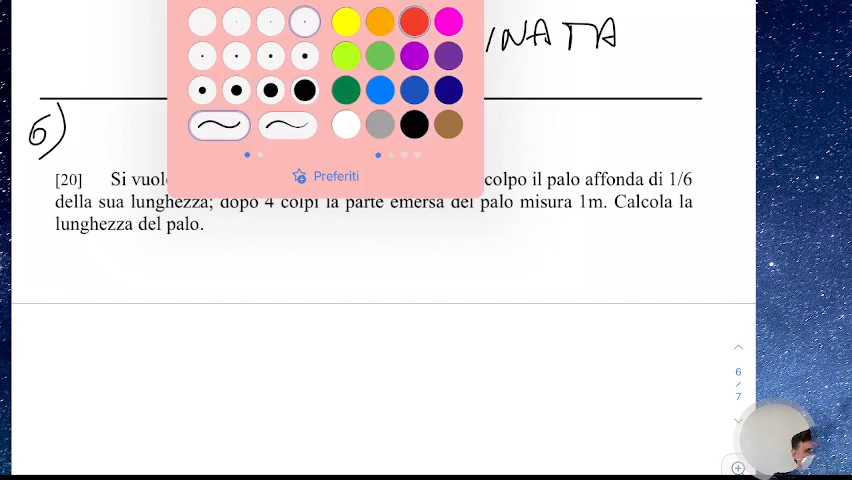 INATA
6)
[20] Si vuole colpo il palo affonda di 1/6
della sua lunghezza; dopo 4 colpi la parte emersa del palo misura 1m. Calcola la
lunghezza del palo.
Preferiti
6
7